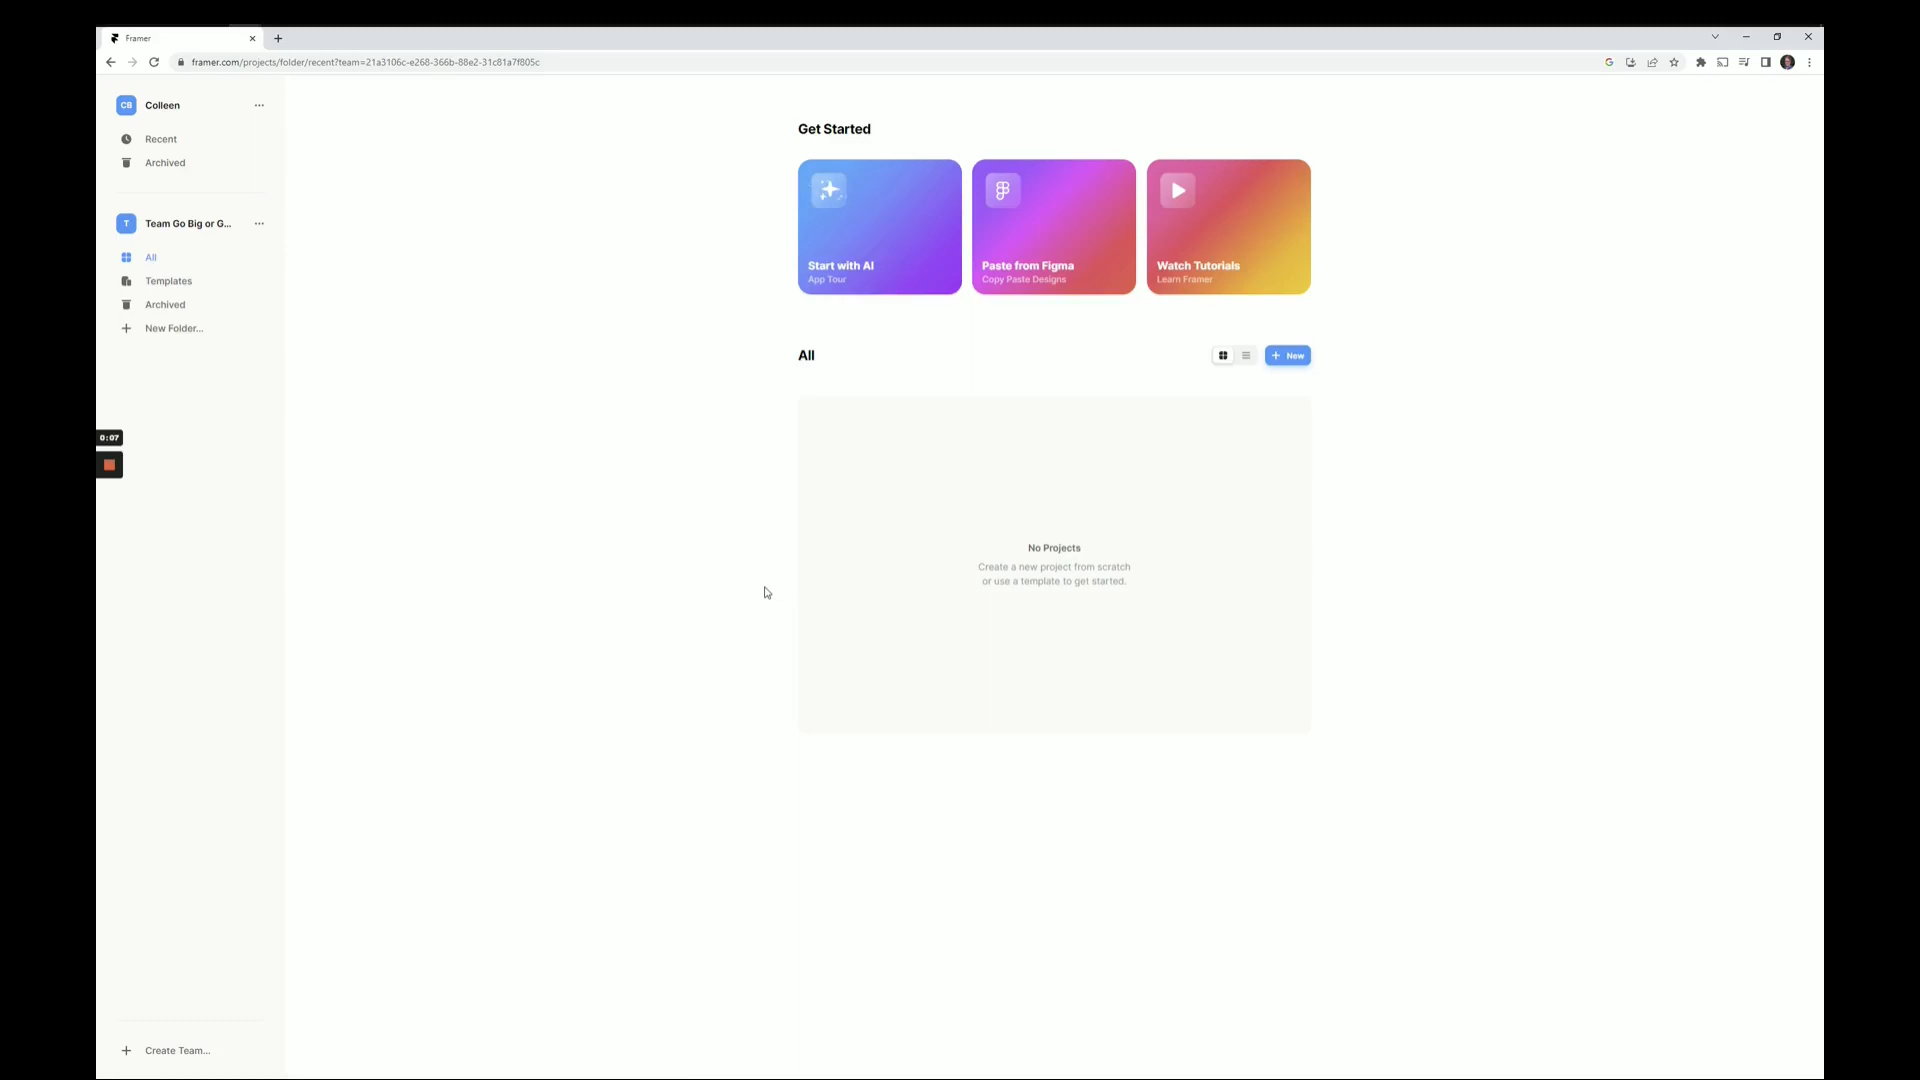 Framer
framer.com/projects/folder/recent?team=21a3106c-e268-366b-88e2-31c81a7f805c
CB
Colleen
Recent
Archived
T
Team Go Big or G...
All
Templates
Archived
New Folder...
0:07
Create Team...
Get Started
Start with AI
App Tour
Paste from Figma
Copy Paste Designs
Watch Tutorials
Learn Framer
All
New
No Projects
Create a new project from scratch
or use a template to get started.